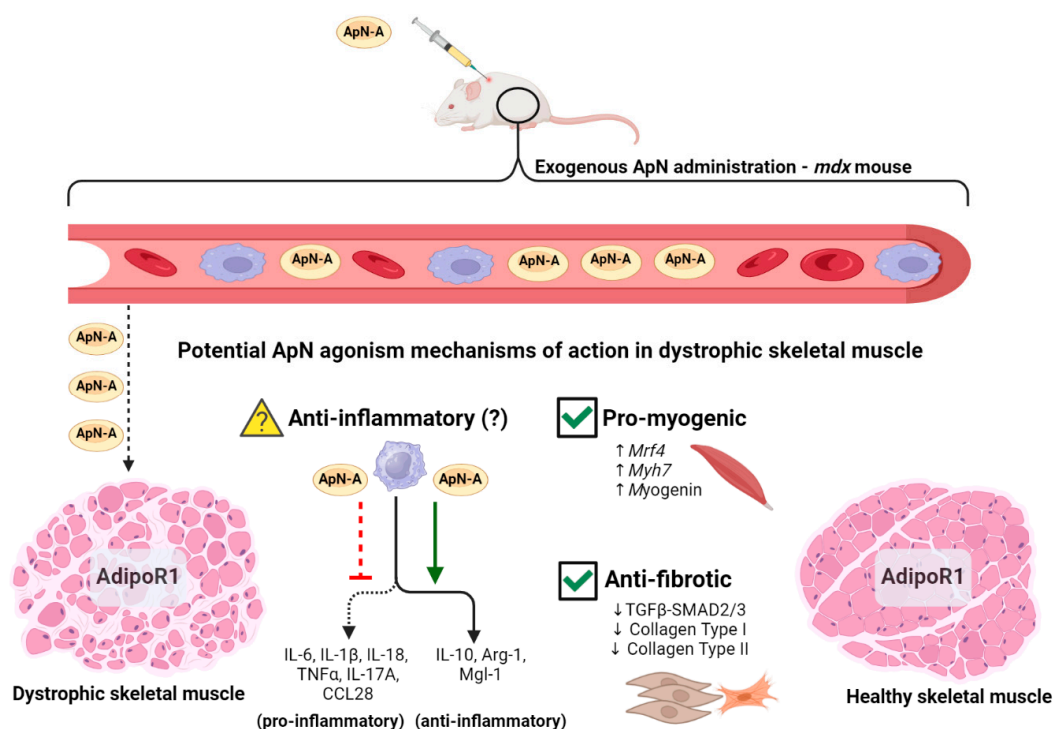 ApN-A
Exogenous ApN administration - mdx mouse
ApN-A
ApN-A
ApN-A
ApN-A
ApN-A
ApN-A
ApN-A
Potential ApN agonism mechanisms of action in dystrophic skeletal muscle
?
Anti-inflammatory (?)
ApN-A
ApN-A
IL-6, IL-1β, IL-18,
TNFα, IL-17A,
CCL28
(pro-inflammatory)
IL-10, Arg-1,
Mgl-1
(anti-inflammatory)
Pro-myogenic
↑ Mrf4
↑ Myh7
↑ Myogenin
Anti-fibrotic
↓TGFβ-SMAD2/3
↓ Collagen Type I
↓ Collagen Type II
AdipoR1
Dystrophic skeletal muscle
AdipoR1
Healthy skeletal muscle